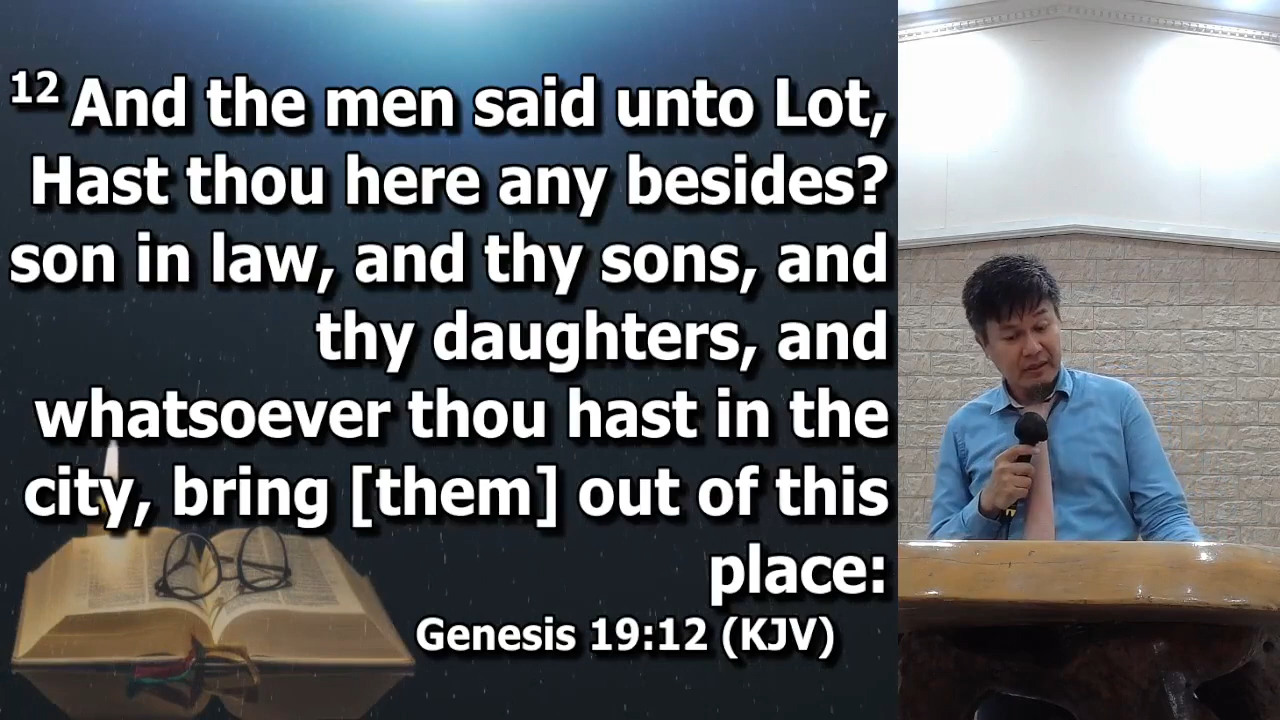 12 And the men said unto Lot,
Hast thou here any besides?
son in law, and thy sons, and
thy daughters, and
whatsoever thou hast in the
city, bring [them] out of this
place:
Genesis 19:12 (KJV)